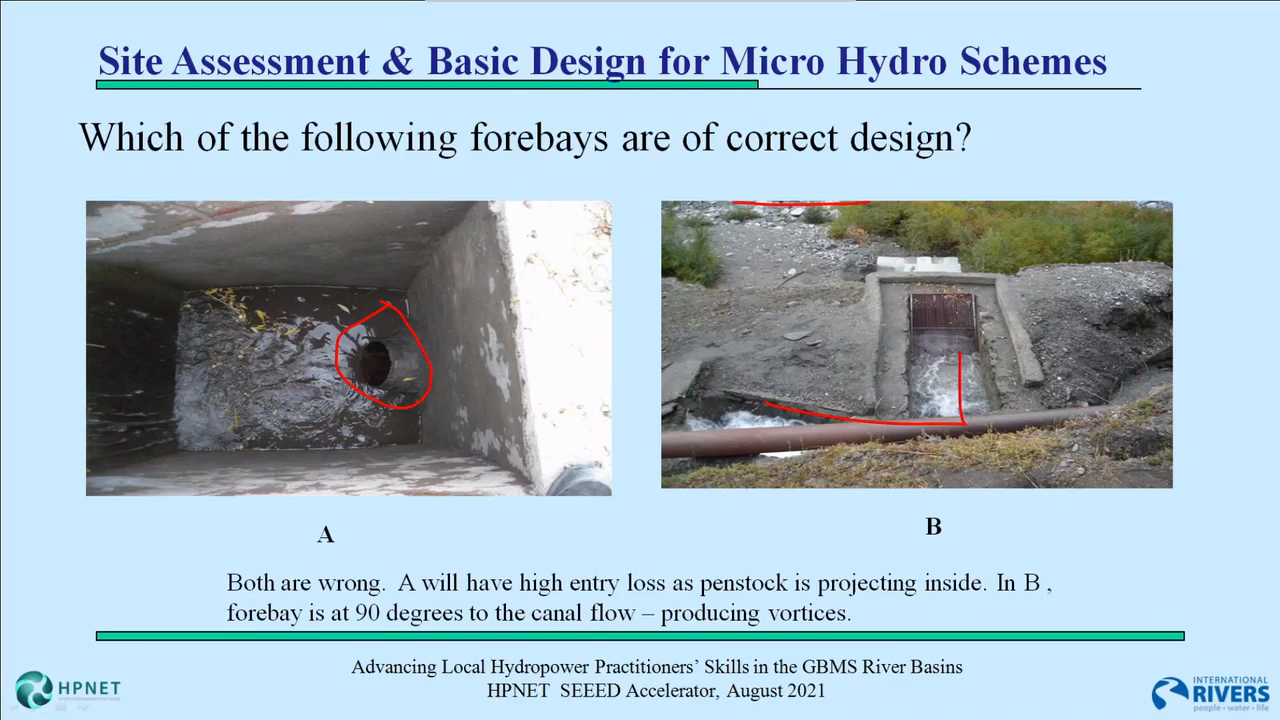 Site Assessment & Basic Design for Micro Hydro Schemes
Which of the following forebays are of correct design?
A
B
Both are wrong. A will have high entry loss as penstock is projecting inside. In B ,
forebay is at 90 degrees to the canal flow – producing vortices.
Advancing Local Hydropower Practitioners' Skills in the GBMS River Basins
HPNET SEEED Accelerator, August 2021
HPNET
INTERNATIONAL
RIVERS
people • water • life